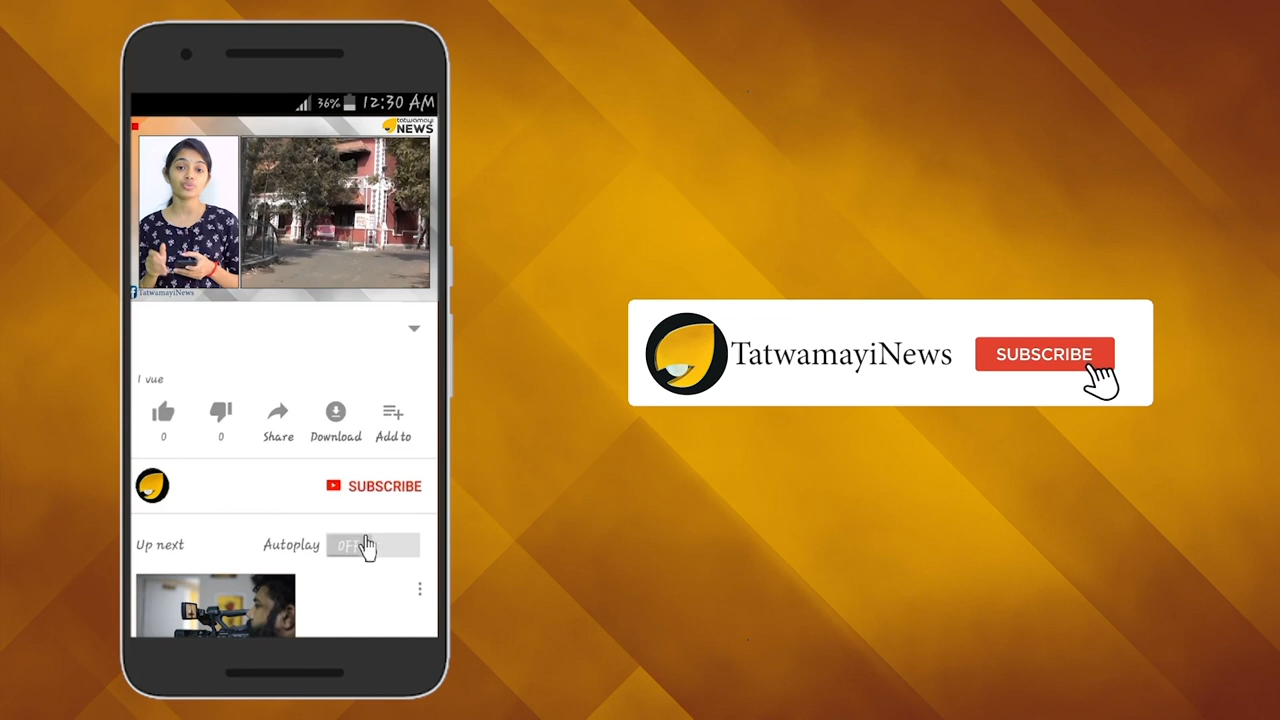 36% 12:30 AM
tatwamayi
NEWS
TatwamayiNews
1 vue
0 0 Share Download Add to
SUBSCRIBE
Up next Autoplay OFF
TatwamayiNews SUBSCRIBE